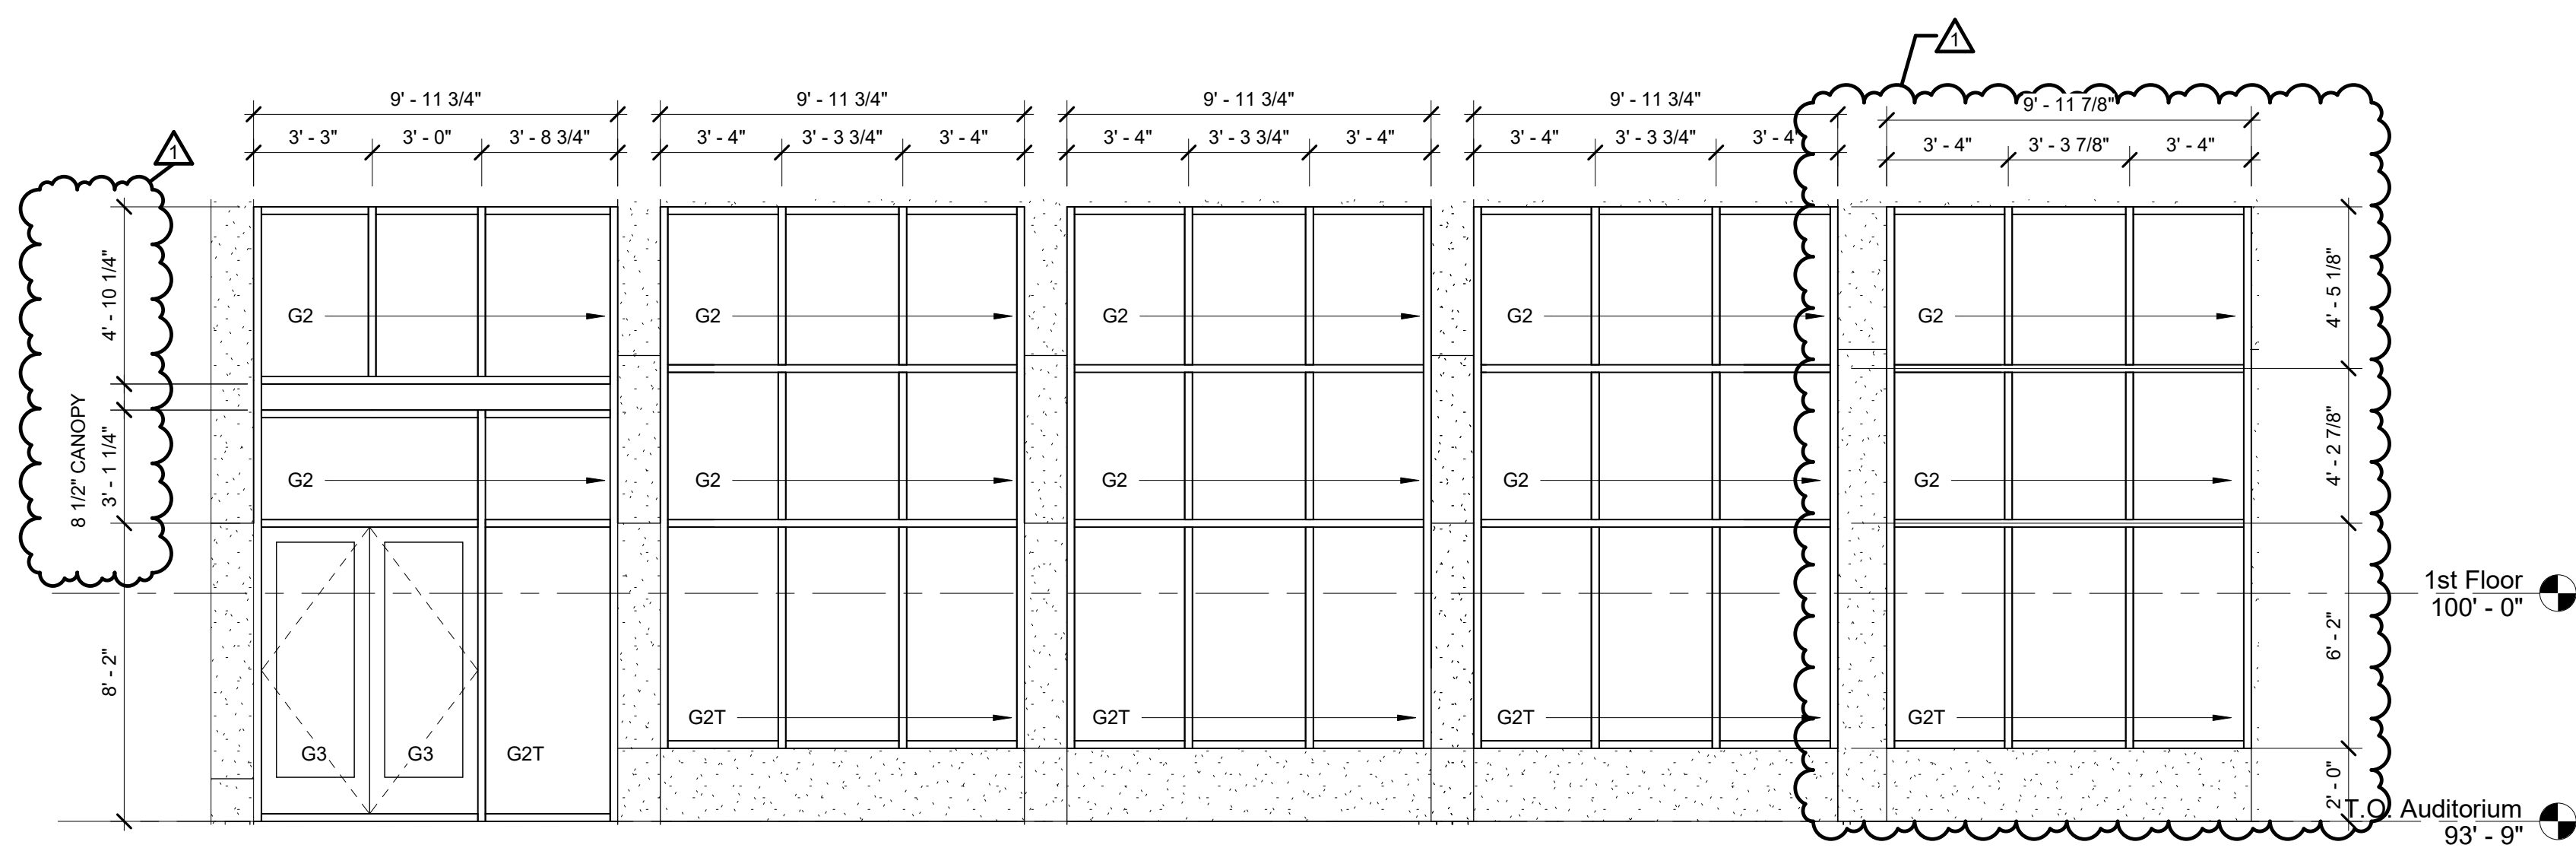 1
1
9' - 11 3/4" 9' - 11 3/4" 9' - 11 3/4" 9' - 11 3/4" 9' - 11 7/8"
3' - 3" 3' - 0" 3' - 8 3/4" 3' - 4" 3' - 3 3/4" 3' - 4" 3' - 4" 3' - 3 3/4" 3' - 4" 3' - 4" 3' - 3 3/4" 3' - 4" 3' - 4" 3' - 3 7/8" 3' - 4"
4' - 10 1/4" G2 G2 G2 G2 G2 4' - 5 1/8"
8 1/2" CANOPY
3' - 1 1/4" G2 G2 G2 G2 G2 4' - 2 7/8"
1st Floor
100' - 0"
8' - 2" 6' - 2"
G2T G2T G2T G2T
G3 G3 G2T
2' - 0"
T.O. Auditorium
93' - 9"